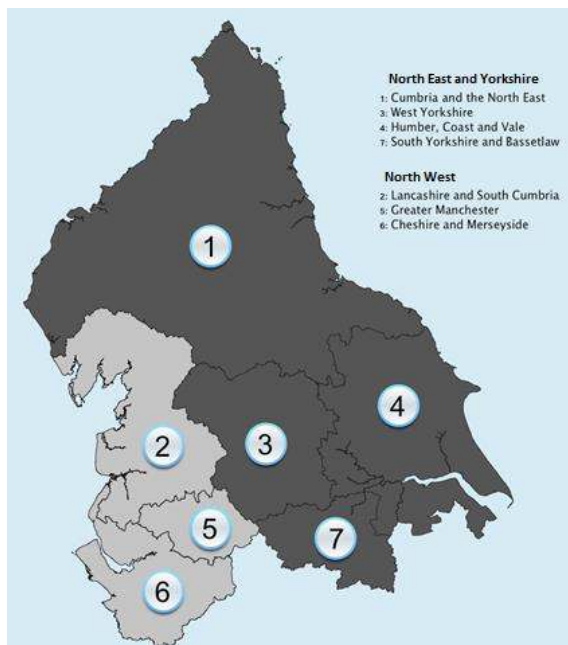 North East and Yorkshire
1: Cumbria and the North East
3: West Yorkshire
4: Humber, Coast and Vale
7: South Yorkshire and Bassetlaw
North West
2: Lancashire and South Cumbria
5: Greater Manchester
6: Cheshire and Merseyside
1
4
3
2
5
7
6